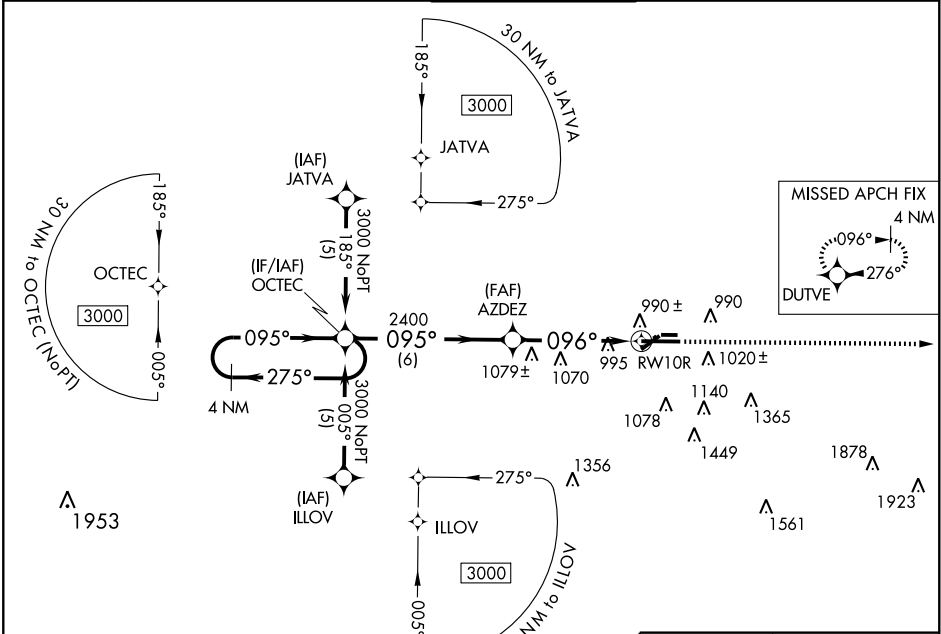 30 NM to JATVA
185°
3000
JATVA
275°
(IAF)
JATVA
3000 NoPT
185°
(5)
MISSED APCH FIX
4 NM
096°
276°
DUTVE
30 NM to OCTEC (NoPT)
185°
OCTEC
3000
005°
(IF/IAF)
OCTEC
(FAF)
AZDEZ
990 ±
990
2400
095°
095°
(6)
096°
1079±
1070
995
RW10R
1020 ±
275°
4 NM
3000 NoPT
005°
(5)
1140
1078
1365
1449
1356
1878
1923
1561
1953
(IAF)
ILLOV
275°
ILLOV
3000
005°
NM to ILLOV